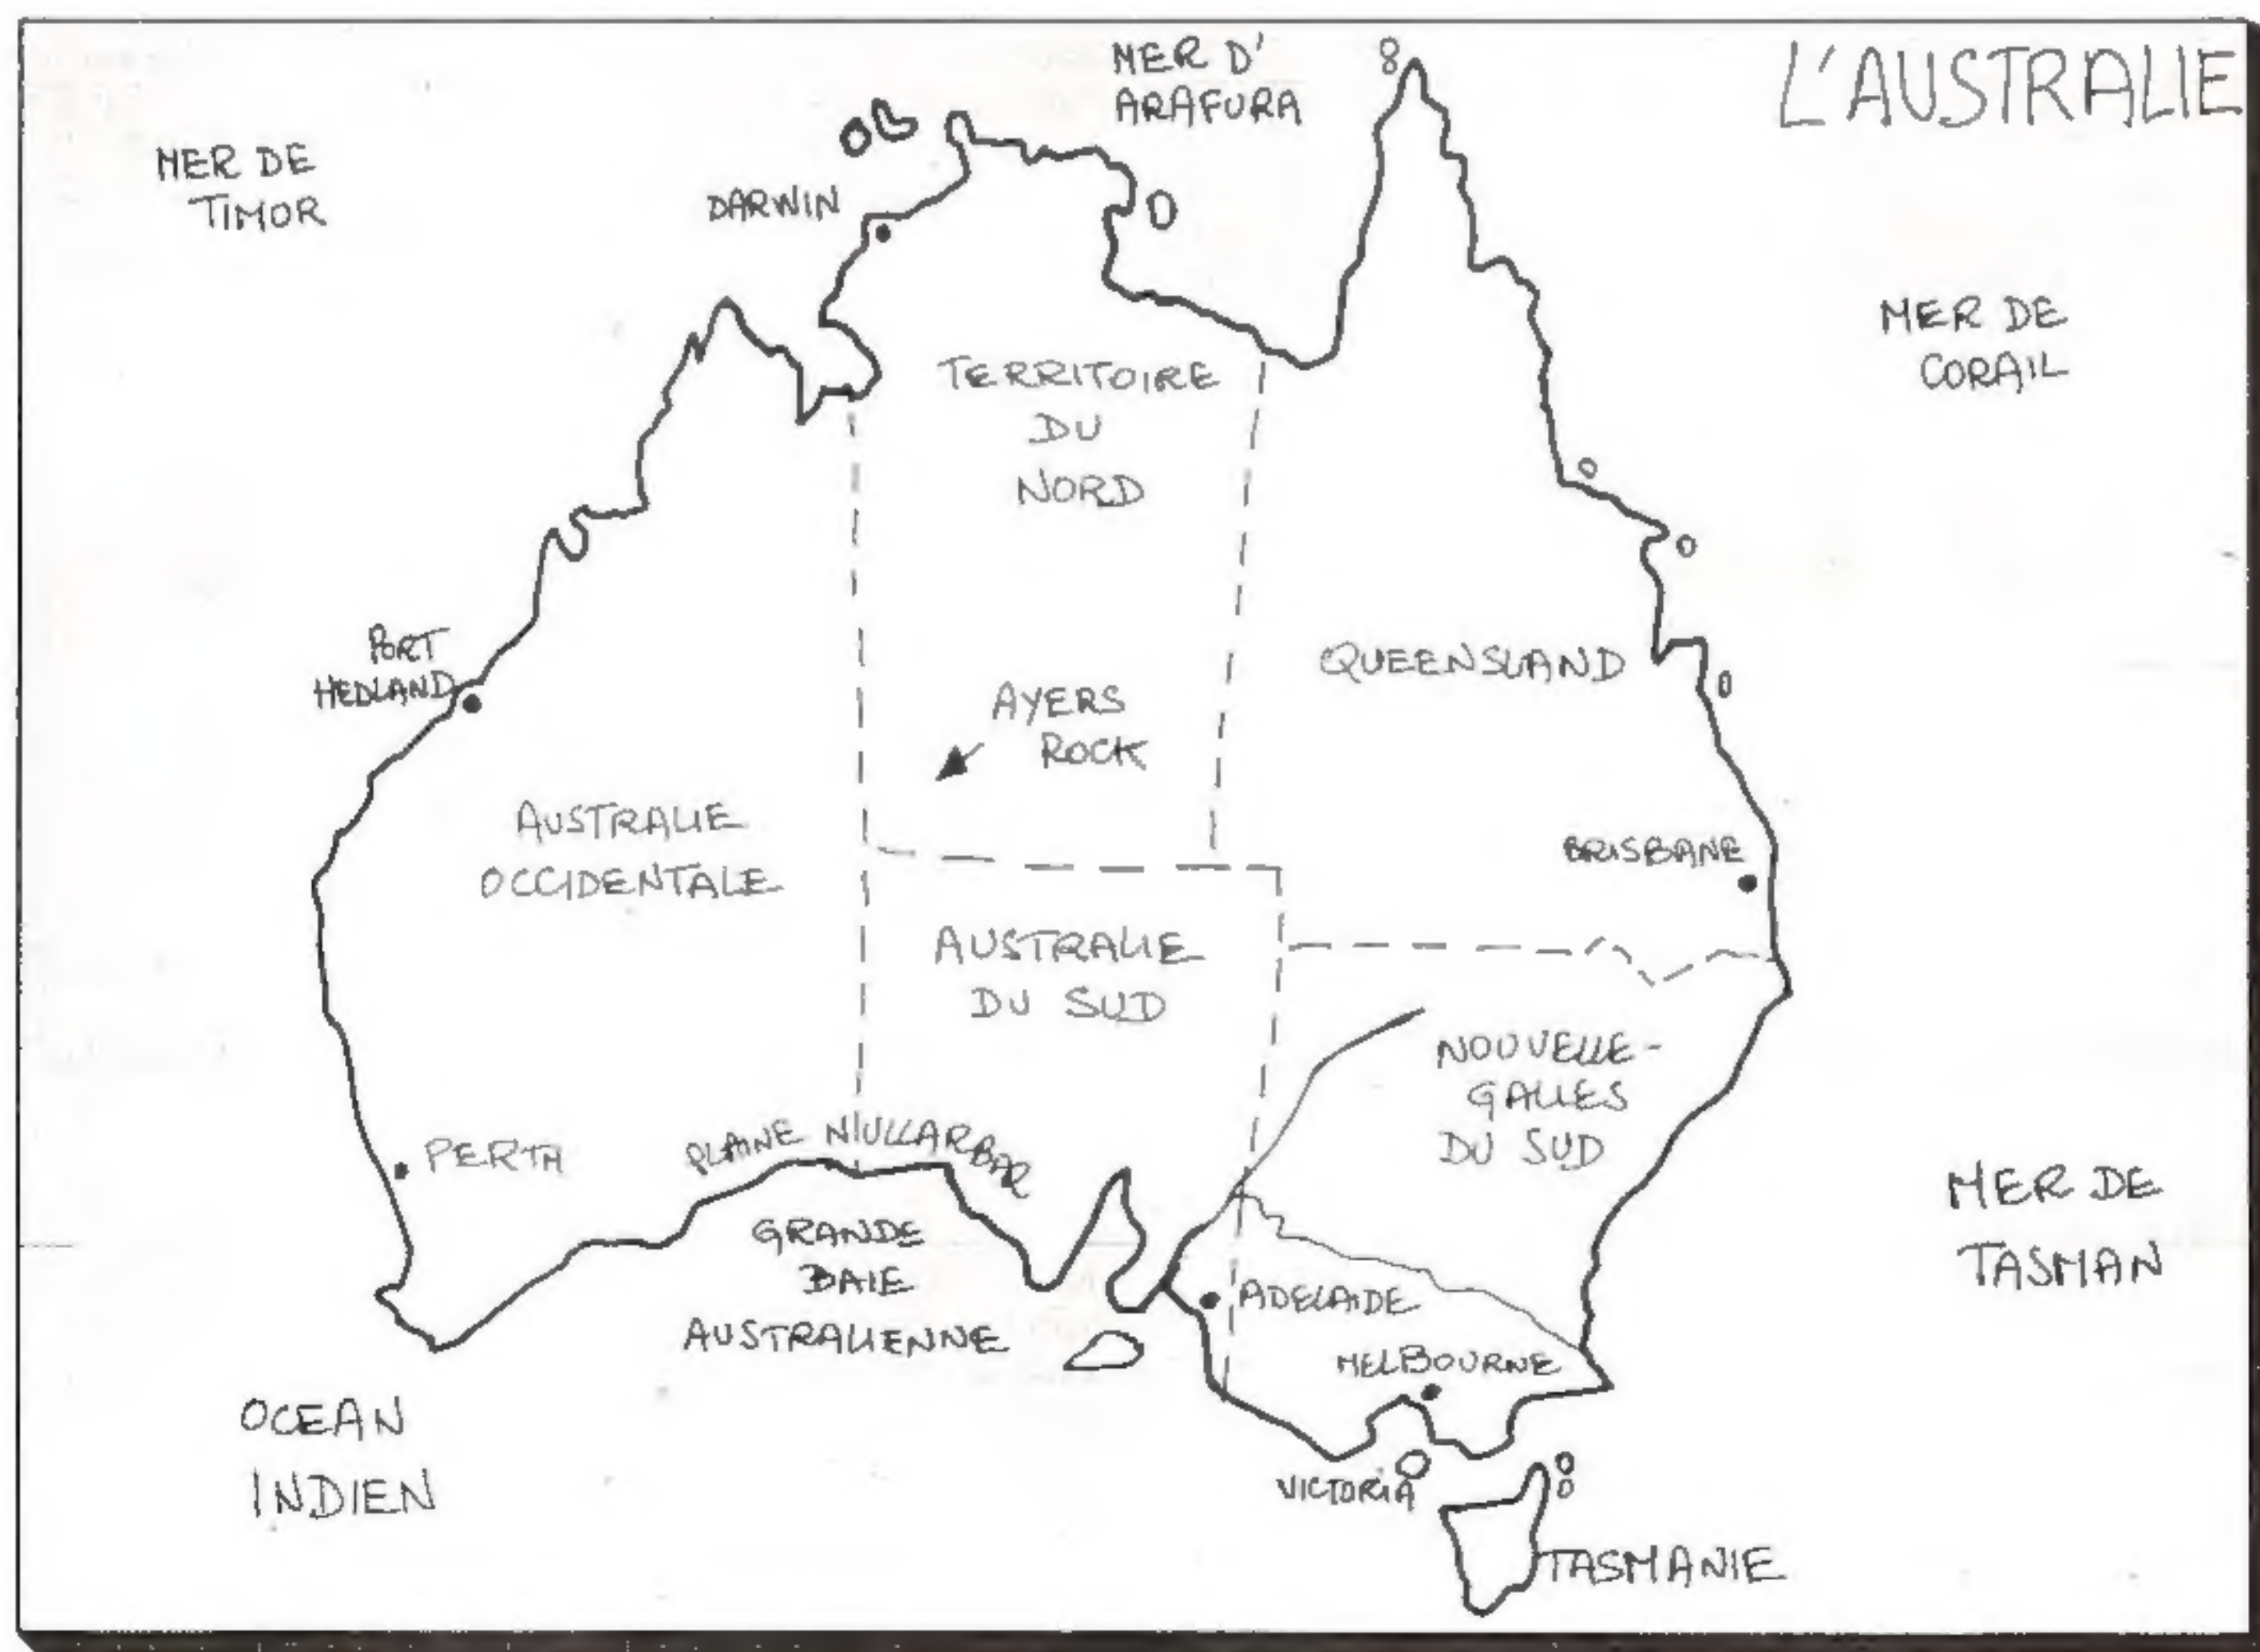 L'AUSTRALIE
MER D'
ARAFURA
8
MER DE
TIMOR
DARWIN
MER DE
CORAIL
TERRITOIRE
DU
NORD
PORT
HEDLAND
QUEENSLAND
AYERS
ROCK
AUSTRALIE
OCCIDENTALE
BRISBANE
AUSTRALIE
DU SUD
NOUVELLE-
GALLES
DU SUD
PERTH
PLAINE NULLARBAR
MER DE
TASMAN
GRANDE
BAIE
AUSTRALIENNE
ADELAIDE
MELBOURNE
OCEAN
INDIEN
VICTORIA
TASMANIE